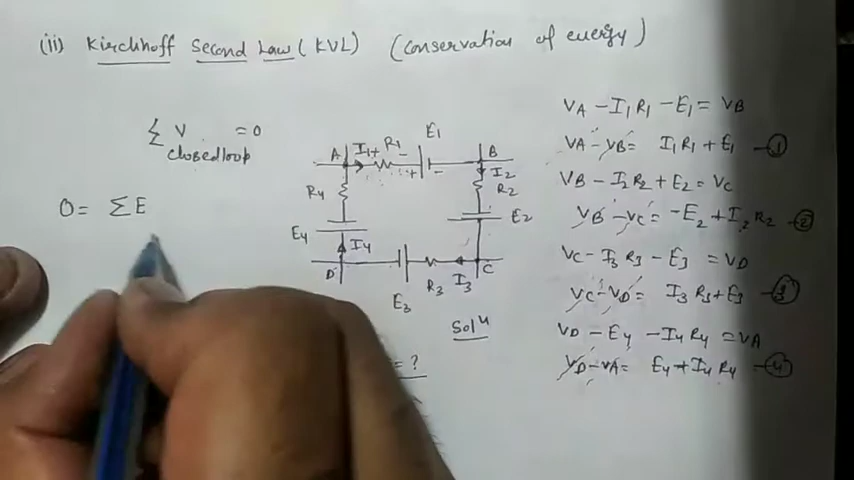 (ii) Kirchhoff Second Law (KVL) (conservation of energy)
Σ V = 0
closed loop
0 = ΣE
A I1 + R1 - E1 B
+ -
I2
R2
R4
E2
E4
I4
D C
R3 I3
E3
Solⁿ
= ?
VA - I1R1 - E1 = VB
VA - VB = I1R1 + E1 - 1
VB - I2R2 + E2 = VC
VB - VC = -E2 + I2R2 - 2
VC - I3R3 - E3 = VD
VC - VD = I3R3 + E3 - 3
VD - E4 - I4R4 = VA
VD - VA = E4 + I4R4 - 4